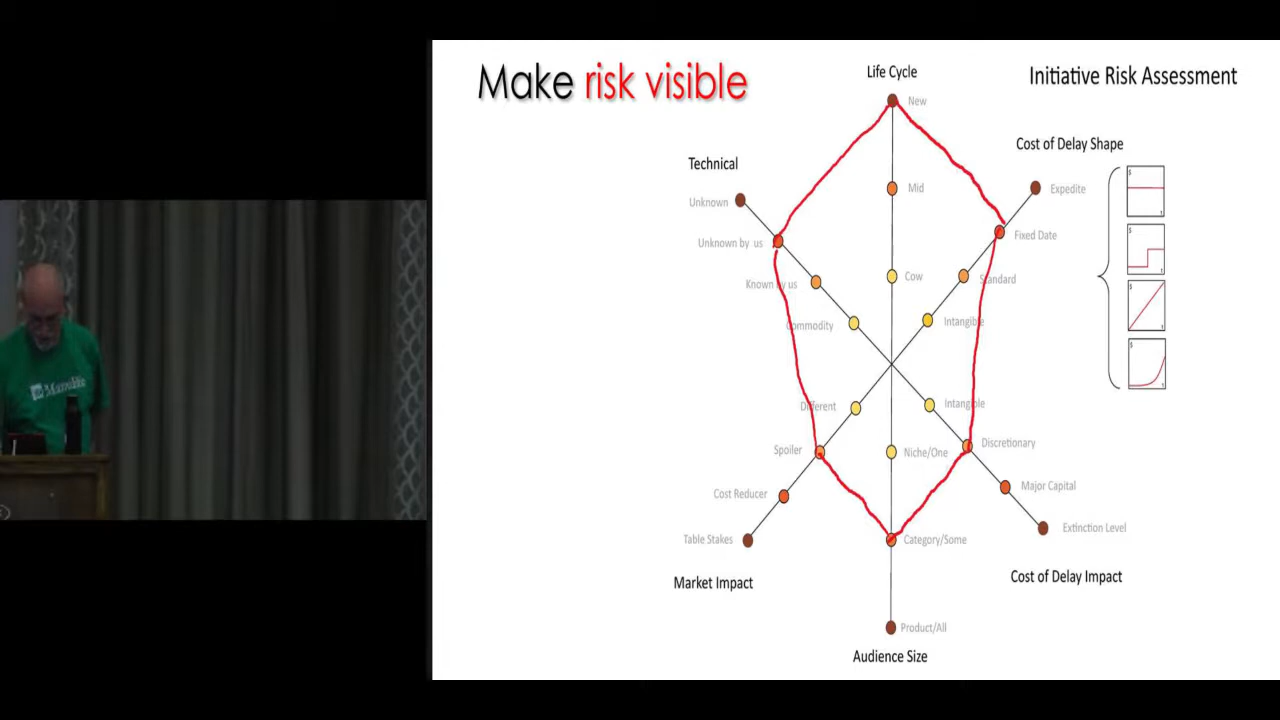 Make risk visible
Initiative Risk Assessment
Life Cycle
New
Mid
Cow
Cost of Delay Shape
Expedite
Fixed Date
Standard
Intangible
$
t
$
t
$
t
$
t
Technical
Unknown
Unknown by us
Known by us
Commodity
Different
Spoiler
Cost Reducer
Table Stakes
Market Impact
Niche/One
Category/Some
Product/All
Audience Size
Intangible
Discretionary
Major Capital
Extinction Level
Cost of Delay Impact